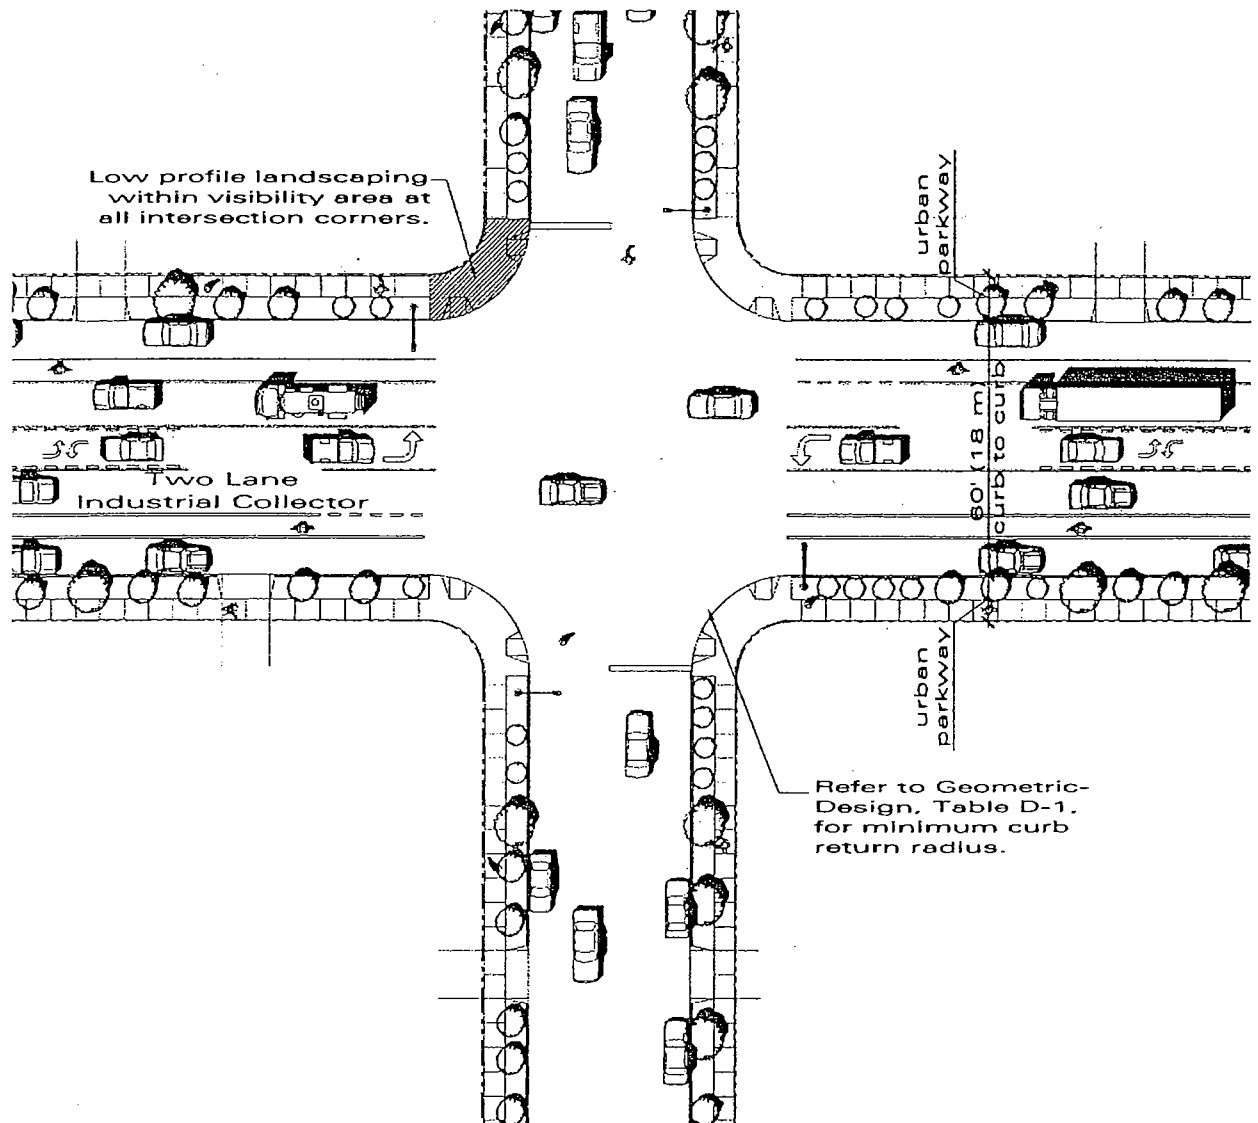 Low profile landscaping
within visibility area at
all intersection corners.
urban
parkway
Two Lane
Industrial Collector
60' (18 m)
curb to curb
urban
parkway
Refer to Geometric-
Design, Table D-1,
for minimum curb
return radius.